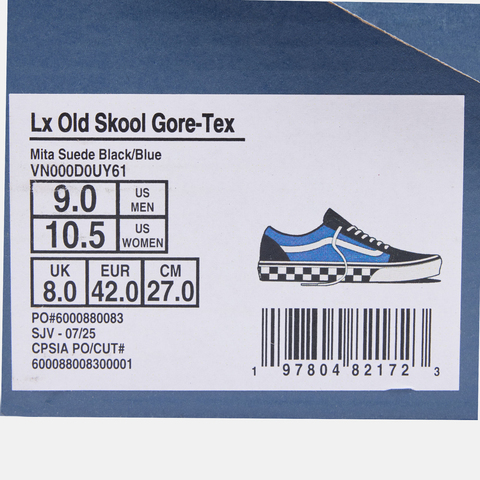 Lx Old Skool Gore-Tex
Mita Suede Black/Blue
VN000D0UY61
9.0 US MEN
10.5 US WOMEN
UK EUR CM
8.0 42.0 27.0
PO#6000880083
SJV - 07/25
CPSIA PO/CUT#
600088008300001
1 97804 82172 3